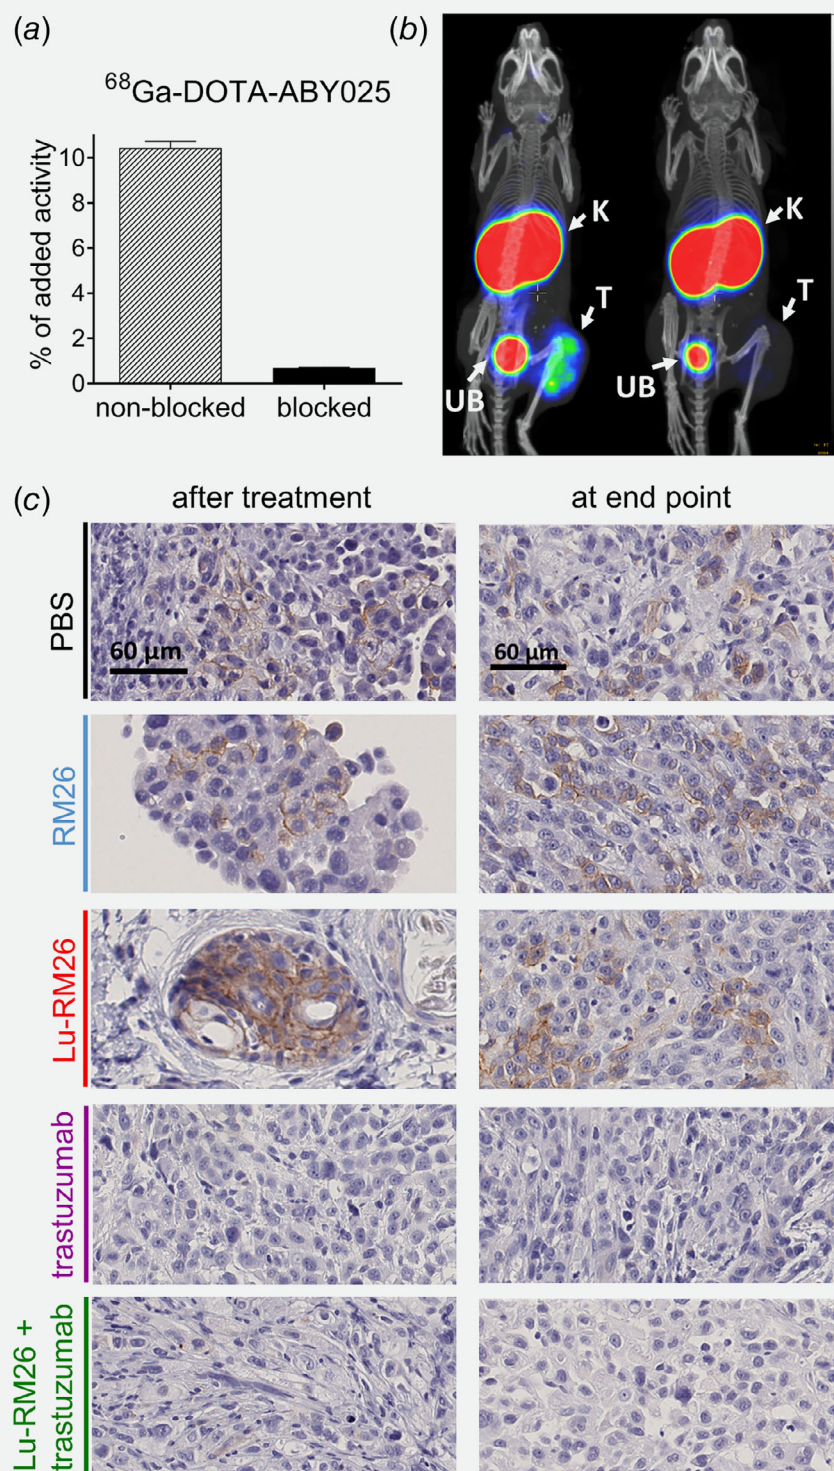 (a)
(b)
68Ga-DOTA-ABY025
% of added activity
10
8
6
4
2
0
non-blocked
blocked
K
K
T
T
UB
UB
(c)
after treatment
at end point
PBS
60 µm
60 µm
RM26
Lu-RM26
trastuzumab
Lu-RM26 +
trastuzumab